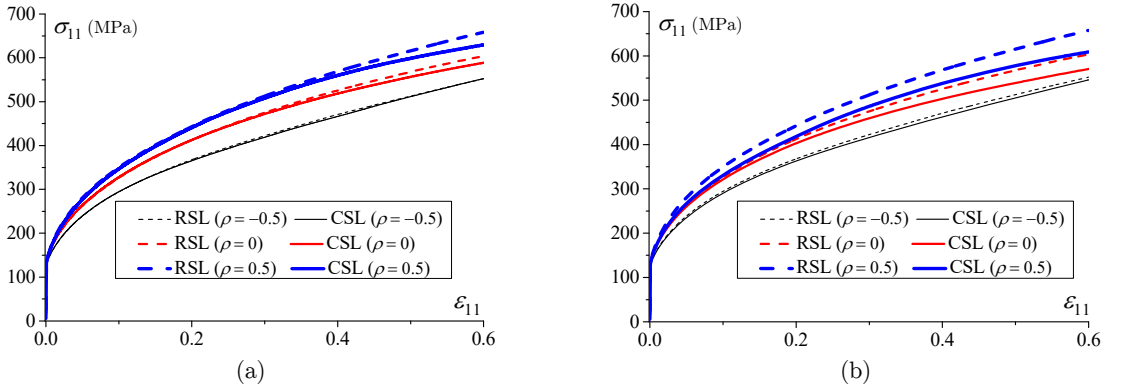 σ11 (MPa)
700
600
500
400
300
200
100
0
RSL (ρ = −0.5) CSL (ρ = −0.5)
RSL (ρ = 0) CSL (ρ = 0)
RSL (ρ = 0.5) CSL (ρ = 0.5)
ε11
0.0 0.2 0.4 0.6
(a)
σ11 (MPa)
700
600
500
400
300
200
100
0
RSL (ρ = −0.5) CSL (ρ = −0.5)
RSL (ρ = 0) CSL (ρ = 0)
RSL (ρ = 0.5) CSL (ρ = 0.5)
ε11
0.0 0.2 0.4 0.6
(b)